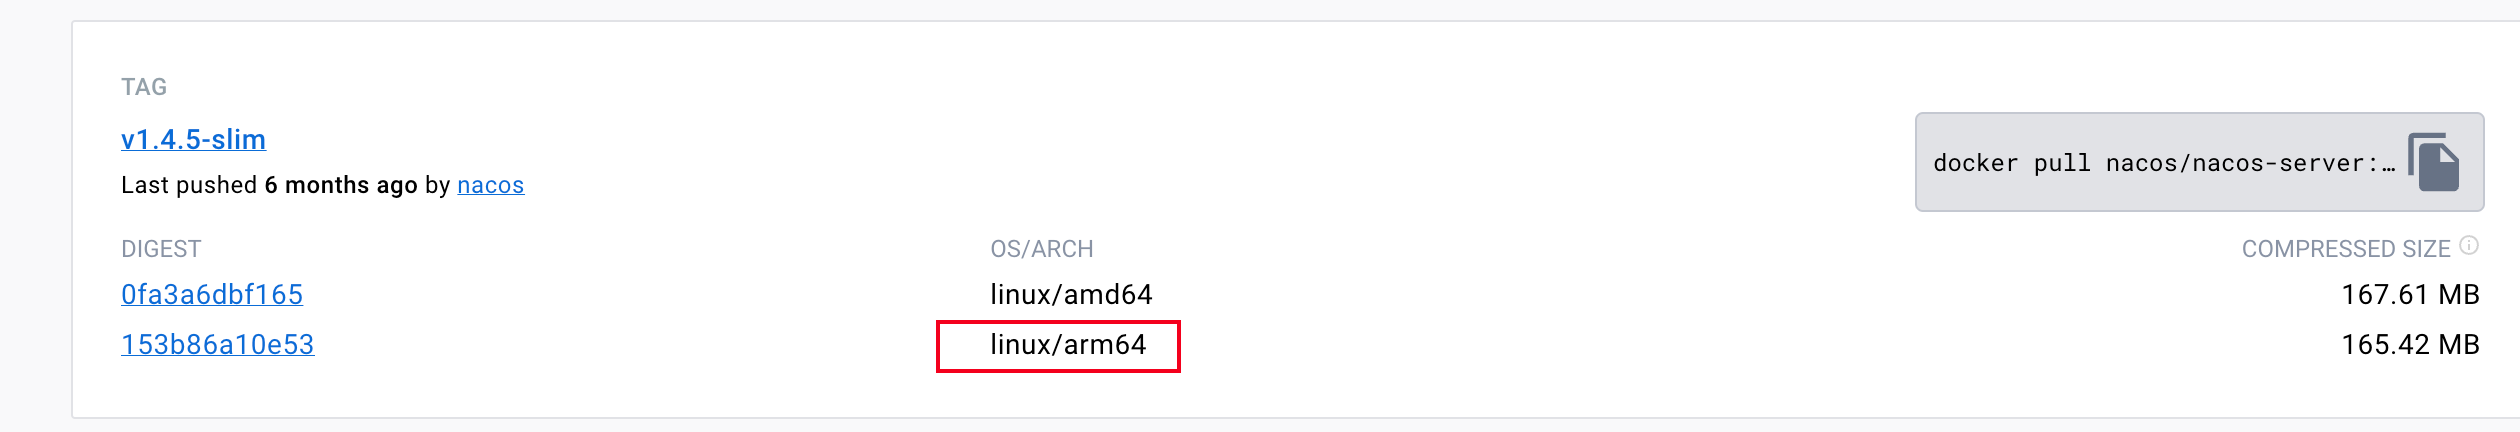 TAG
v1.4.5-slim
docker pull nacos/nacos-server:…
Last pushed 6 months ago by nacos
DIGEST OS/ARCH COMPRESSED SIZE
0fa3a6dbf165 linux/amd64 167.61 MB
153b86a10e53 linux/arm64 165.42 MB